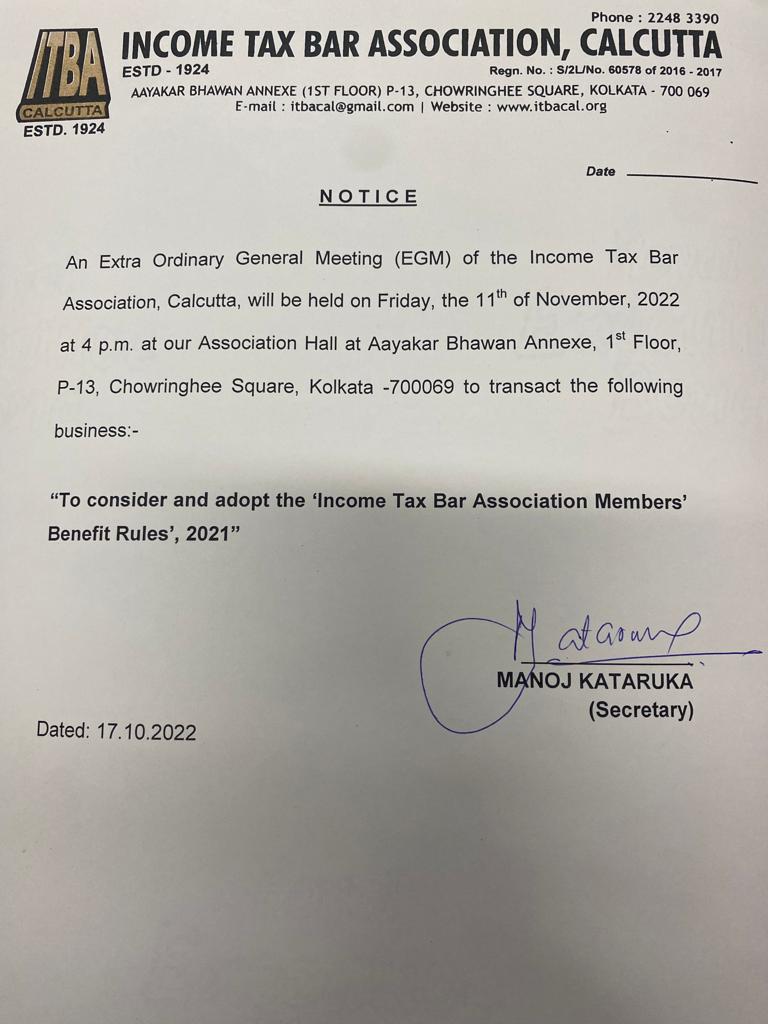 Phone : 2248 3390
ITBA
CALCUTTA
ESTD. 1924
INCOME TAX BAR ASSOCIATION, CALCUTTA
ESTD - 1924
Regn. No. : S/2L/No. 60578 of 2016 - 2017
AAYAKAR BHAWAN ANNEXE (1ST FLOOR) P-13, CHOWRINGHEE SQUARE, KOLKATA - 700 069
E-mail : itbacal@gmail.com | Website : www.itbacal.org
Date
NOTICE
An Extra Ordinary General Meeting (EGM) of the Income Tax Bar
Association, Calcutta, will be held on Friday, the 11th of November, 2022
at 4 p.m. at our Association Hall at Aayakar Bhawan Annexe, 1st Floor,
P-13, Chowringhee Square, Kolkata -700069 to transact the following
business:-
“To consider and adopt the ‘Income Tax Bar Association Members’
Benefit Rules’, 2021”
MANOJ KATARUKA
(Secretary)
Dated: 17.10.2022